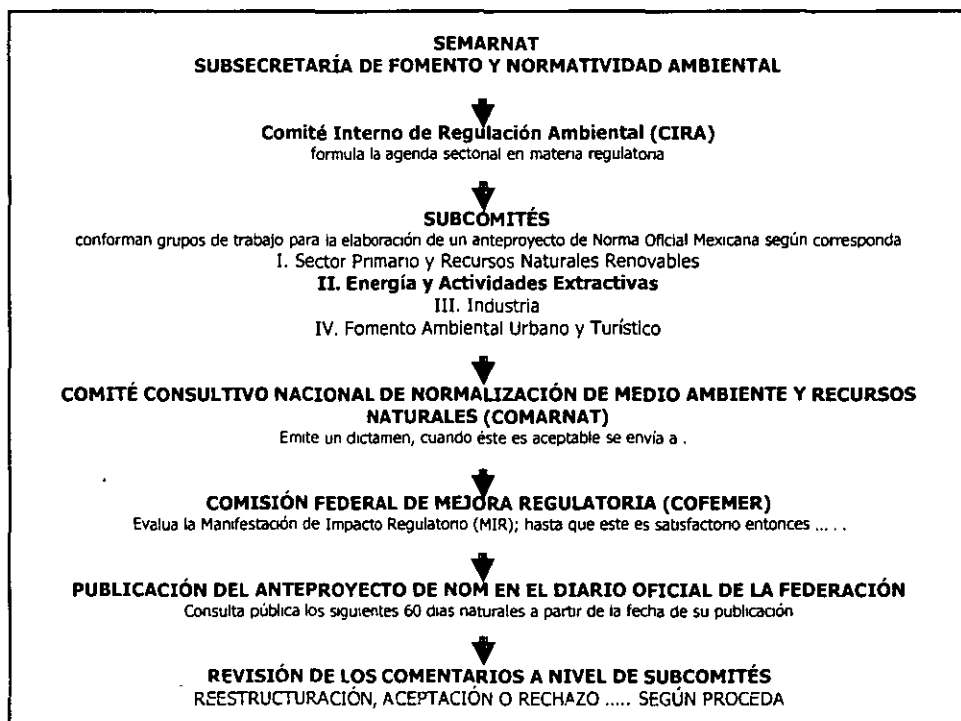 SEMARNAT
SUBSECRETARÍA DE FOMENTO Y NORMATIVIDAD AMBIENTAL
Comité Interno de Regulación Ambiental (CIRA)
formula la agenda sectorial en materia regulatoria
SUBCOMITÉS
conforman grupos de trabajo para la elaboración de un anteproyecto de Norma Oficial Mexicana según corresponda
I. Sector Primario y Recursos Naturales Renovables
II. Energía y Actividades Extractivas
III. Industria
IV. Fomento Ambiental Urbano y Turístico
COMITÉ CONSULTIVO NACIONAL DE NORMALIZACIÓN DE MEDIO AMBIENTE Y RECURSOS
NATURALES (COMARNAT)
Emite un dictamen, cuando éste es aceptable se envía a .
COMISIÓN FEDERAL DE MEJORA REGULATORIA (COFEMER)
Evalua la Manifestación de Impacto Regulatorio (MIR); hasta que este es satisfactorio entonces ... . .
PUBLICACIÓN DEL ANTEPROYECTO DE NOM EN EL DIARIO OFICIAL DE LA FEDERACIÓN
Consulta pública los siguientes 60 dias naturales a partir de la fecha de su publicación
REVISIÓN DE LOS COMENTARIOS A NIVEL DE SUBCOMITÉS
REESTRUCTURACIÓN, ACEPTACIÓN O RECHAZO ..... SEGÚN PROCEDA